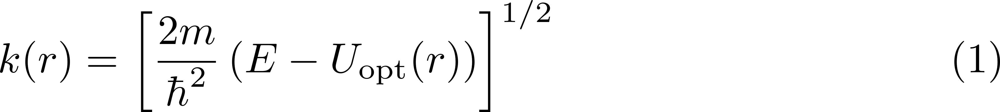 k(r) = [2m/ħ² (E − U_opt(r))]^{1/2} (1)